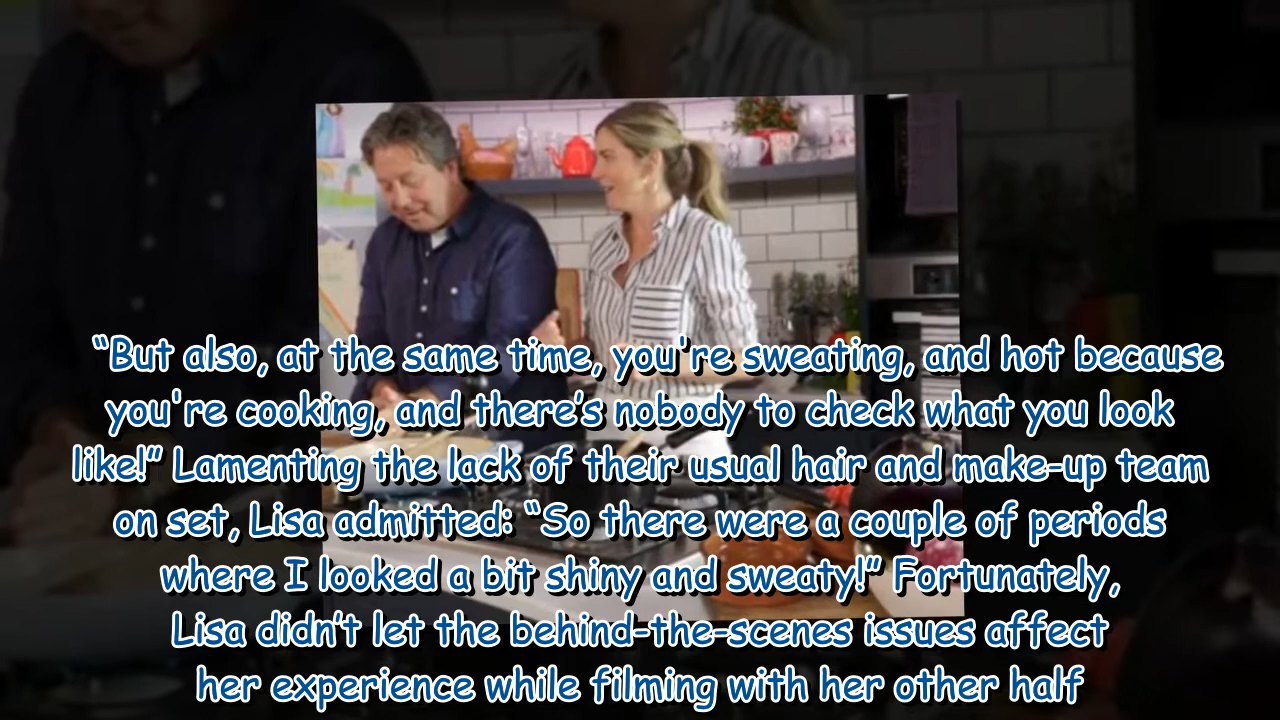 “But also, at the same time, you're sweating, and hot because
you're cooking, and there’s nobody to check what you look
like!” Lamenting the lack of their usual hair and make-up team
on set, Lisa admitted: “So there were a couple of periods
where I looked a bit shiny and sweaty!” Fortunately,
Lisa didn’t let the behind-the-scenes issues affect
her experience while filming with her other half